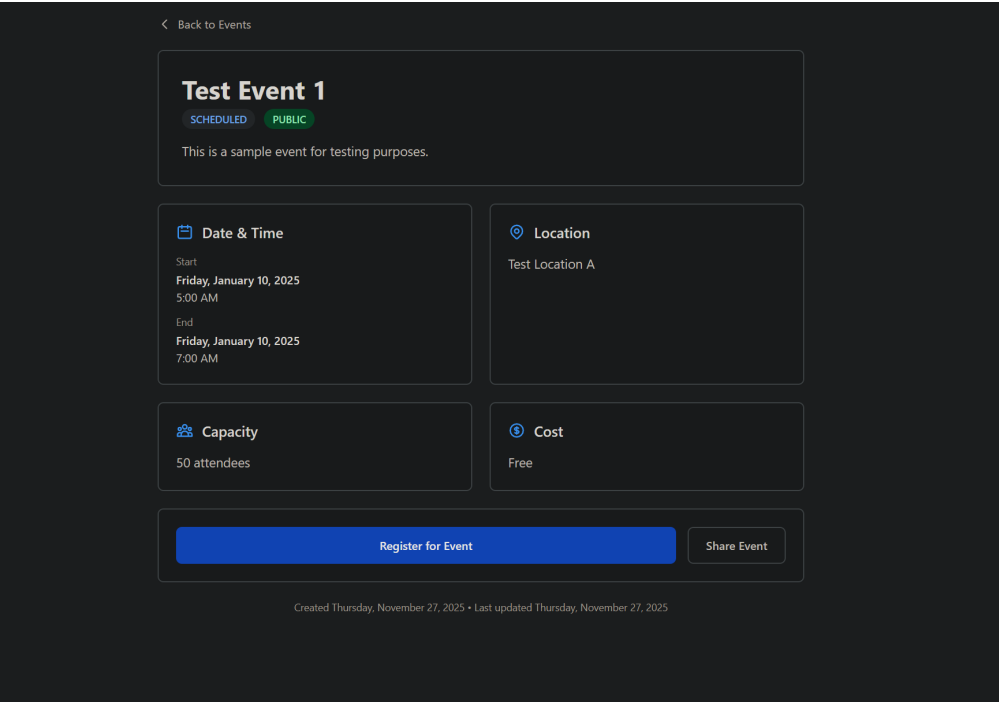 Back to Events
Test Event 1
SCHEDULED PUBLIC
This is a sample event for testing purposes.
Date & Time
Start
Friday, January 10, 2025
5:00 AM
End
Friday, January 10, 2025
7:00 AM
Location
Test Location A
Capacity
50 attendees
Cost
Free
Register for Event
Share Event
Created Thursday, November 27, 2025 • Last updated Thursday, November 27, 2025